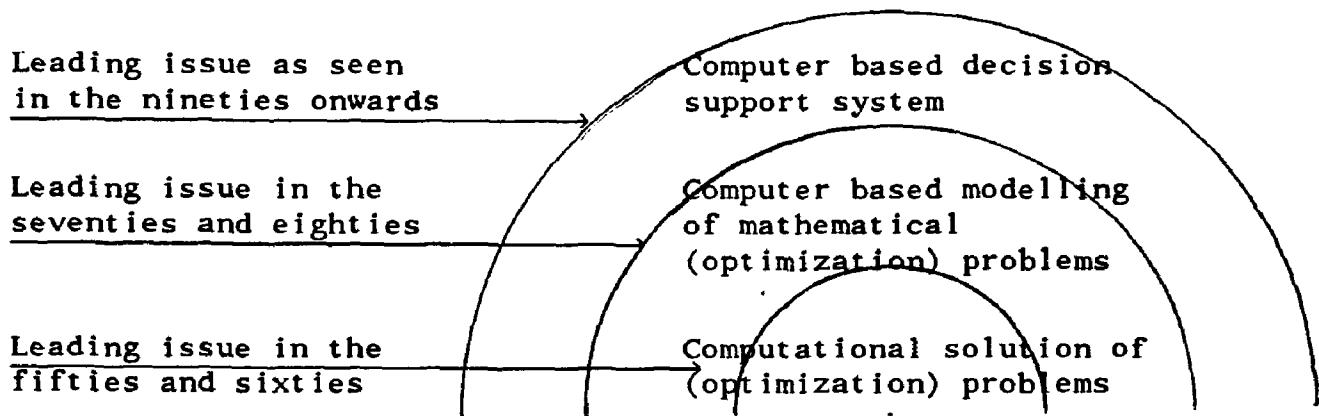 Leading issue as seen
in the nineties onwards
Computer based decision
support system
Leading issue in the
seventies and eighties
Computer based modelling
of mathematical
(optimization) problems
Leading issue in the
fifties and sixties
Computational solution of
(optimization) problems